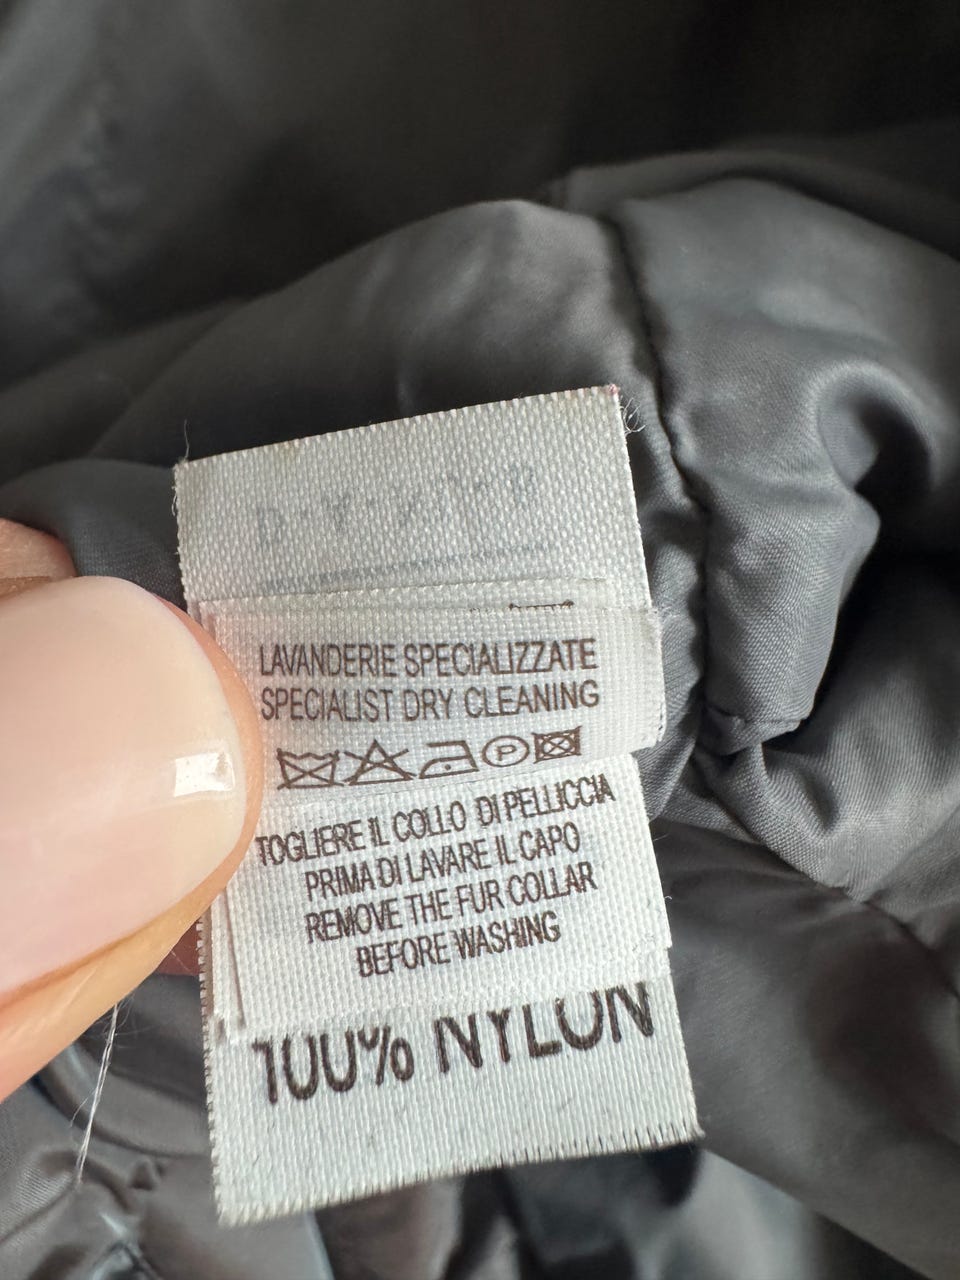 LAVANDERIE SPECIALIZZATE
SPECIALIST DRY CLEANING
P
TOGLIERE IL COLLO DI PELLICCIA
PRIMA DI LAVARE IL CAPO
REMOVE THE FUR COLLAR
BEFORE WASHING
100% NYLON